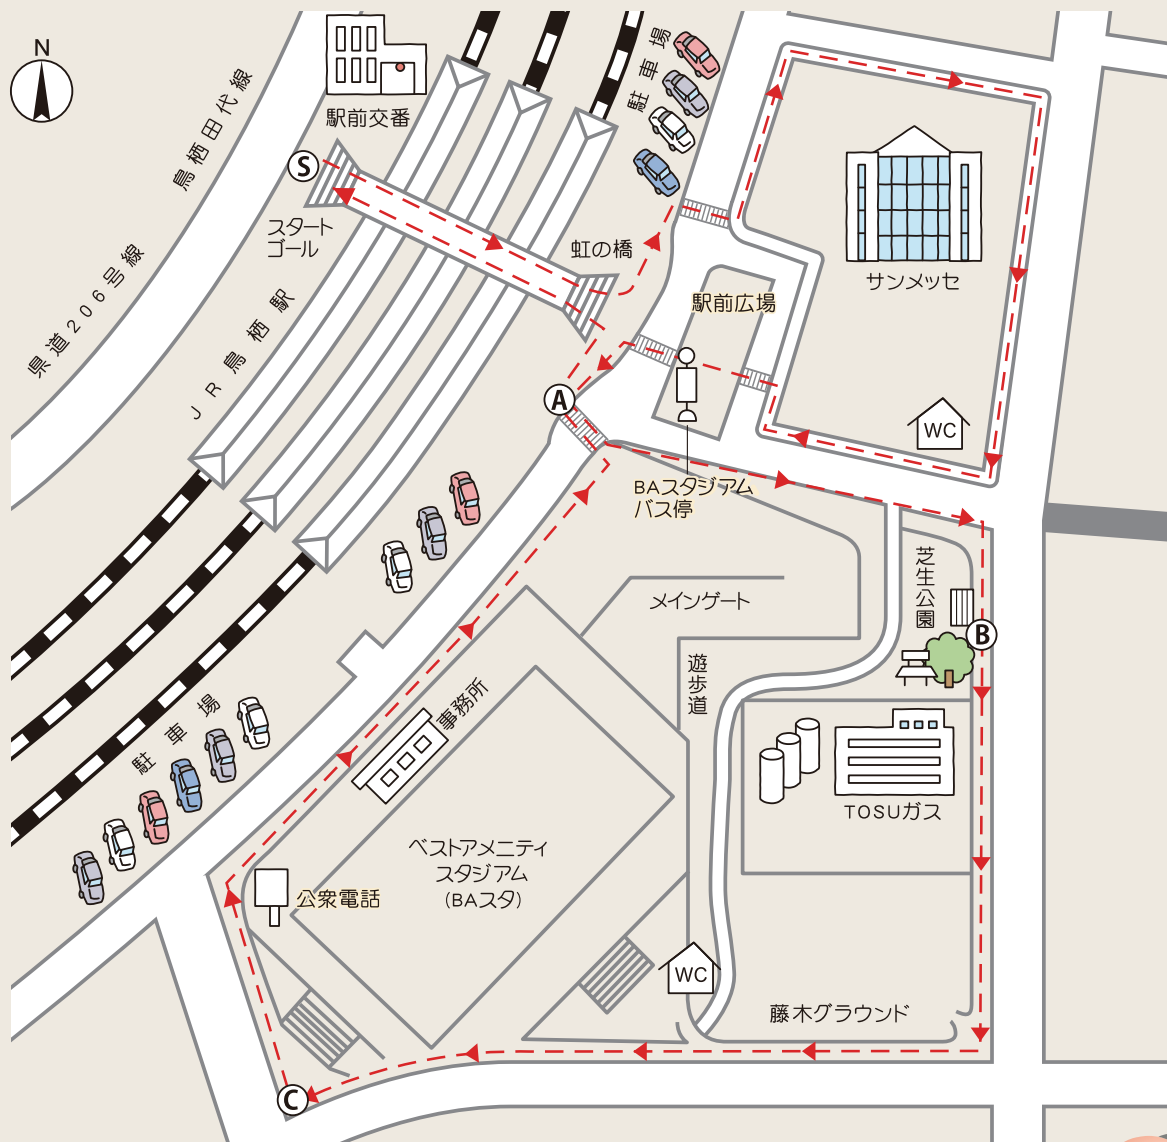 N
駅前交番
駐車場
鳥栖田代線
S
スタート
ゴール
虹の橋
サンメッセ
県道206号線
JR鳥栖駅
駅前広場
A
WC
BAスタジアム
バス停
芝生公園
メインゲート
B
遊歩道
事務所
駐車場
TOSUガス
ベストアメニティ
スタジアム
(BAスタ)
公衆電話
WC
藤木グラウンド
C